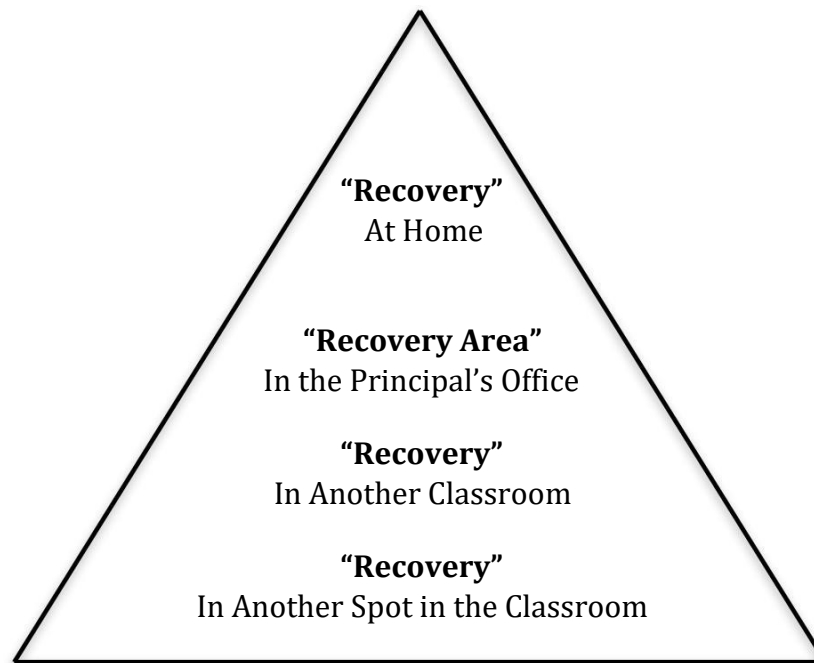 “Recovery”
At Home
“Recovery Area”
In the Principal’s Office
“Recovery”
In Another Classroom
“Recovery”
In Another Spot in the Classroom